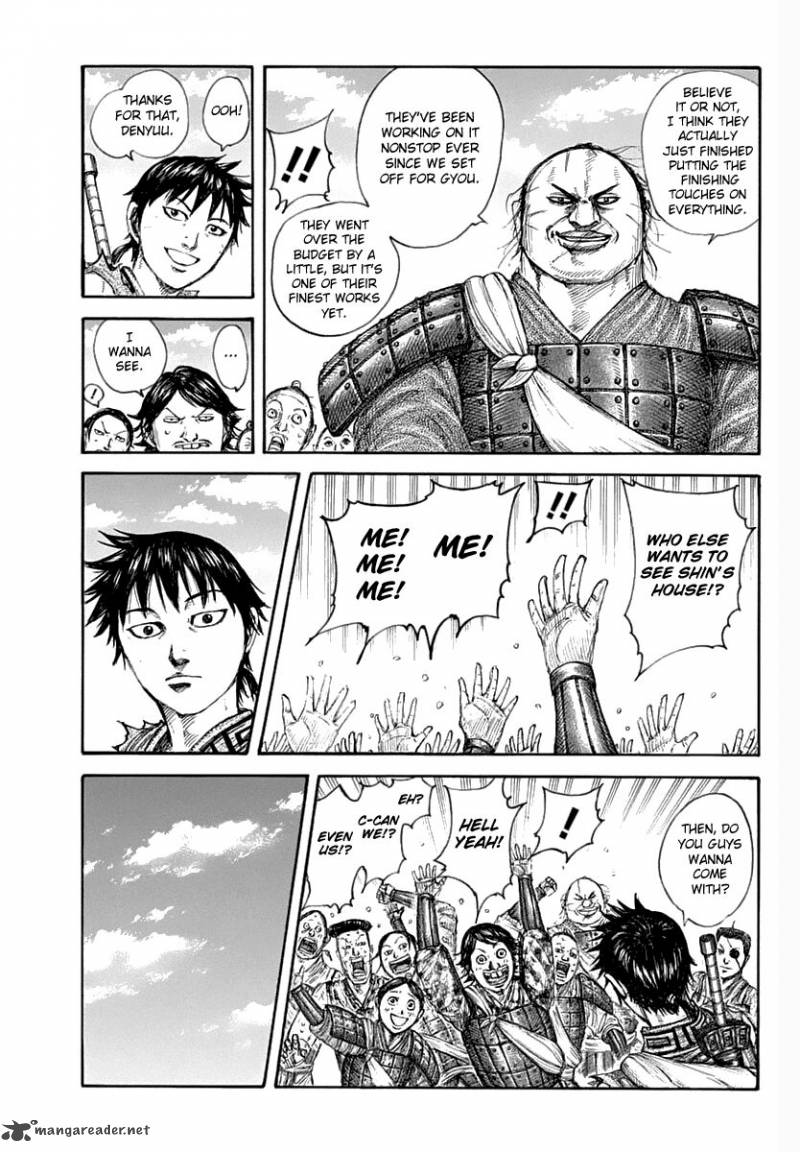 BELIEVE
IT OR NOT,
I THINK THEY
ACTUALLY
JUST FINISHED
PUTTING THE
FINISHING
TOUCHES ON
EVERYTHING.
THEY'VE BEEN
WORKING ON IT
NONSTOP EVER
SINCE WE SET
OFF FOR GYOU.
THEY WENT
OVER THE
BUDGET BY A
LITTLE, BUT IT'S
ONE OF THEIR
FINEST WORKS
YET.
!!
OOH!
THANKS
FOR THAT,
DENYUU.
...
I
WANNA
SEE.
!
WHO ELSE
WANTS TO
SEE SHIN'S
HOUSE!?
!!
ME!
ME!
ME!
ME!
THEN, DO
YOU GUYS
WANNA
COME
WITH?
!
HELL
YEAH!
EH?
C-CAN
WE!?
EVEN
US!?
mangareader.net